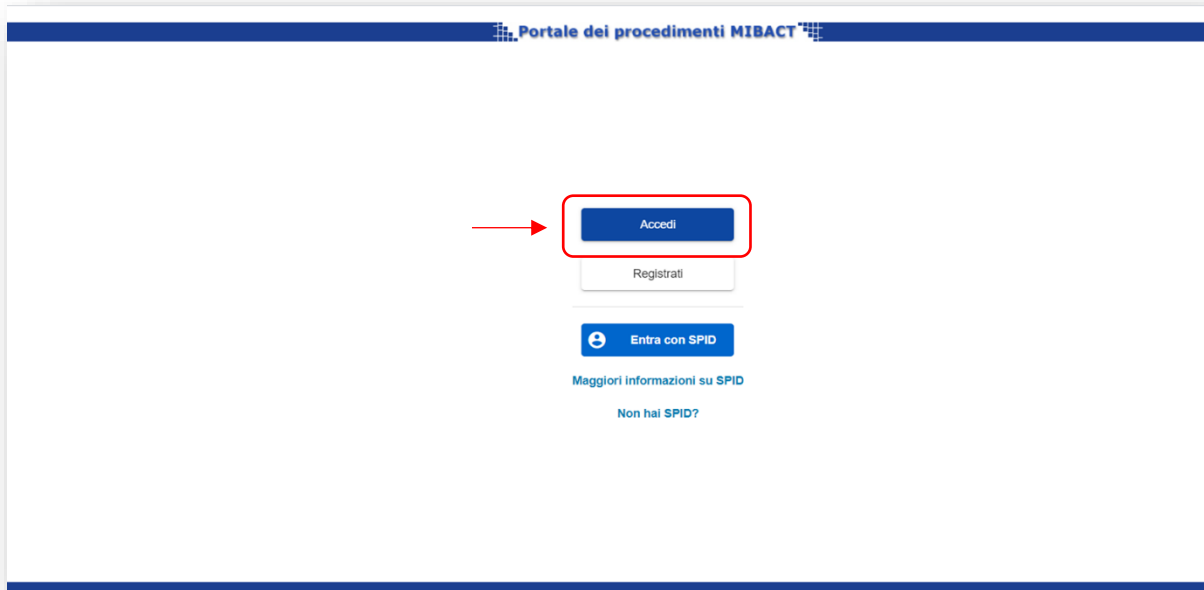 Portale dei procedimenti MIBACT
Accedi
Registrati
Entra con SPID
Maggiori informazioni su SPID
Non hai SPID?